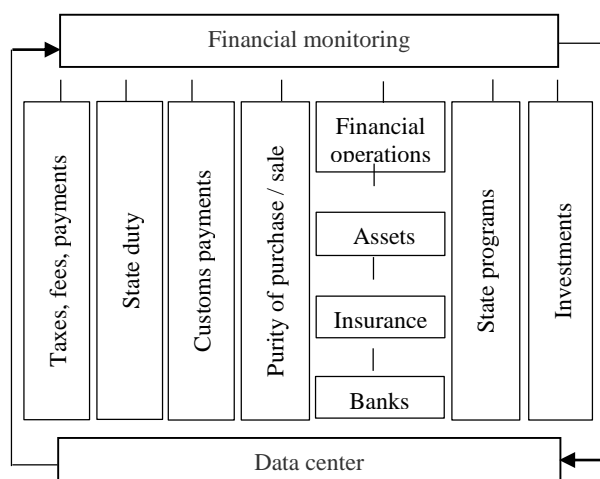 Financial monitoring
Taxes, fees, payments
State duty
Customs payments
Purity of purchase / sale
Financial
operations
Assets
Insurance
Banks
State programs
Investments
Data center